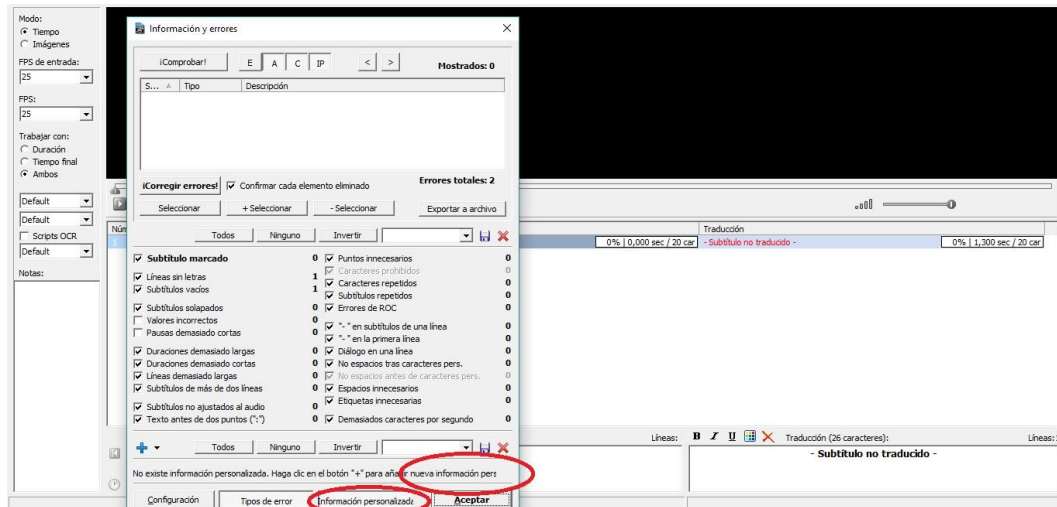 Modo:
Tiempo
Imágenes
FPS de entrada:
25
FPS:
25
Trabajar con:
Duración
Tiempo final
Ambos
Default
Default
Scripts OCR
Default
Notas:
Información y errores
¡Comprobar!
E A C IP < > Mostrados: 0
S... Tipo Descripción
¡Corregir errores! Confirmar cada elemento eliminado Errores totales: 2
Seleccionar + Seleccionar - Seleccionar Exportar a archivo
Todos Ninguno Invertir
Subtítulo marcado 0
Líneas sin letras 1
Subtítulos vacíos 1
Subtítulos solapados 0
Valores incorrectos 0
Pausas demasiado cortas 0
Duraciones demasiado largas 0
Duraciones demasiado cortas 0
Líneas demasiado largas 0
Subtítulos de más de dos líneas 0
Subtítulos no ajustados al audio 0
Texto antes de dos puntos (":") 0
Puntos innecesarios 0
Caracteres prohibidos 0
Caracteres repetidos 0
Subtítulos repetidos 0
Errores de ROC 0
"- " en subtítulos de una línea 0
"- " en la primera línea 0
Diálogo en una línea 0
No espacios tras caracteres pers. 0
No espacios antes de caracteres pers. 0
Espacios innecesarios 0
Etiquetas innecesarias 0
Demasiados caracteres por segundo 0
Todos Ninguno Invertir
No existe información personalizada. Haga clic en el botón "+" para añadir nueva información pers
Configuración Tipos de error Información personalizada Aceptar
Núm
1
Traducción
0% | 0,000 sec / 20 car - Subtítulo no traducido - 0% | 1,300 sec / 20 car
Líneas: B I U Traducción (26 caracteres): Líneas:
- Subtítulo no traducido -